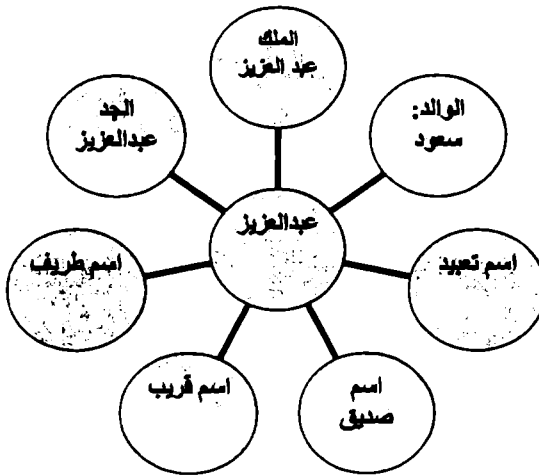 الملك
عبد العزيز
الوالد:
سعود
الجد
عبدالعزيز
عبدالعزيز
اسم تعبيد
اسم طريف
اسم
صديق
اسم قريب